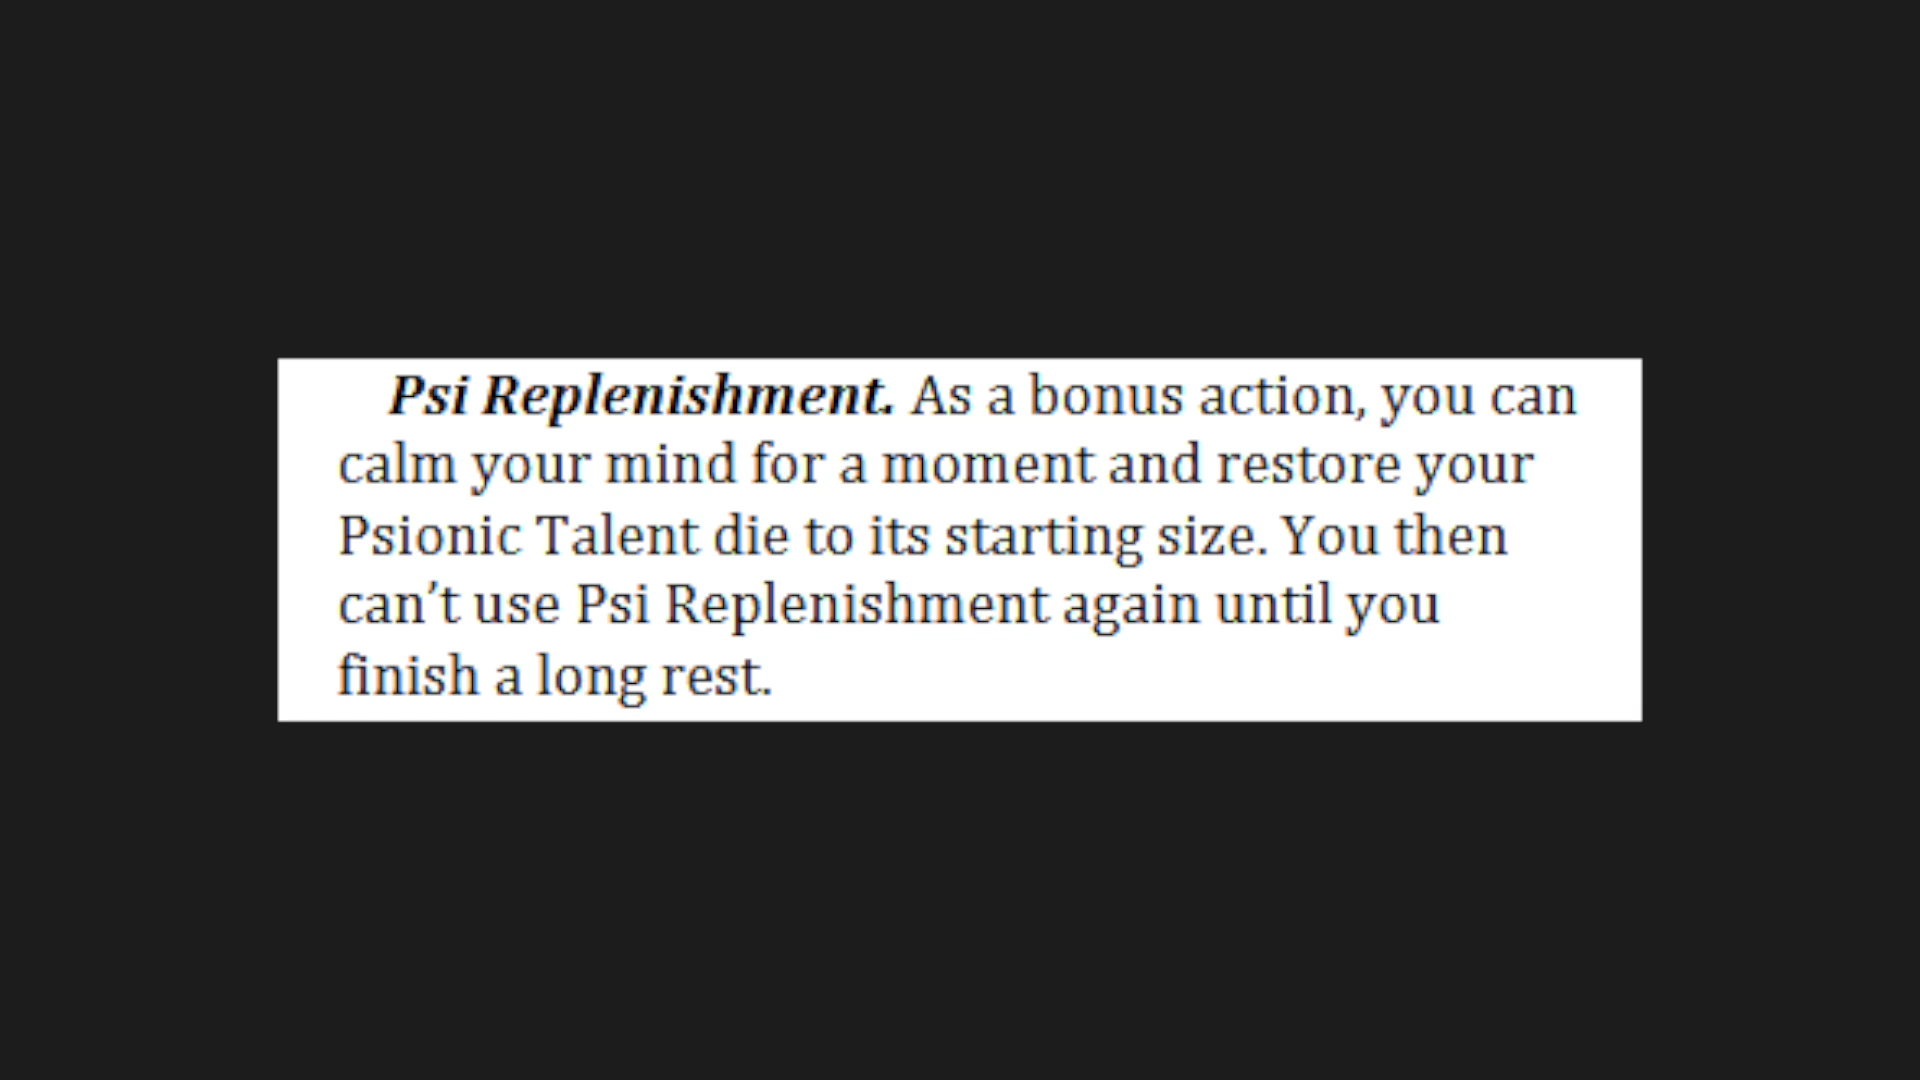 Psi Replenishment. As a bonus action, you can
calm your mind for a moment and restore your
Psionic Talent die to its starting size. You then
can’t use Psi Replenishment again until you
finish a long rest.